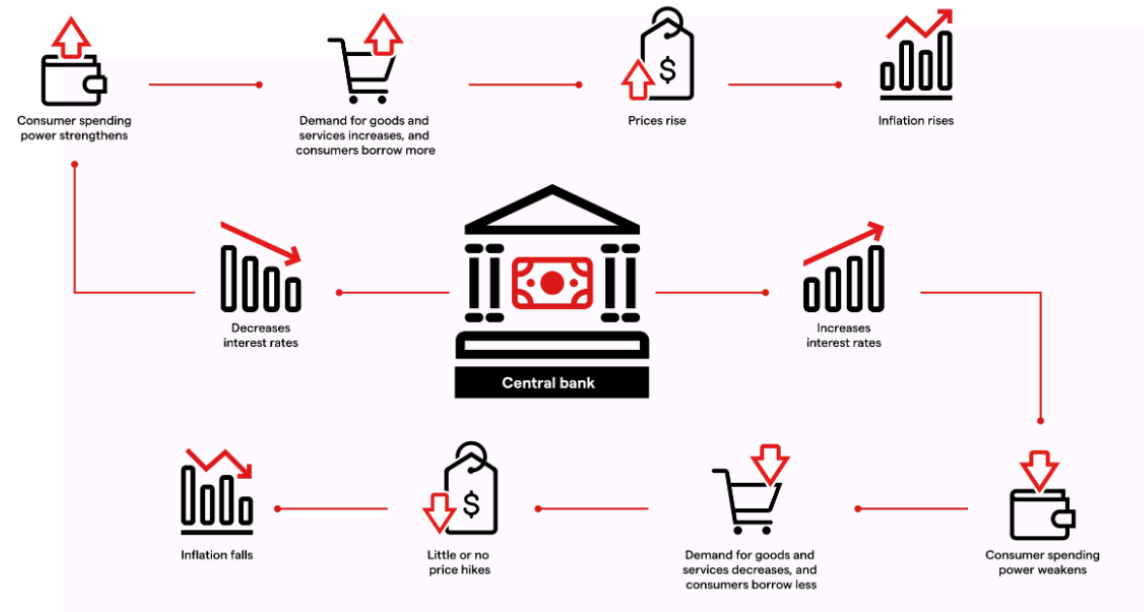 Consumer spending
power strengthens
Demand for goods and
services increases, and
consumers borrow more
$
Prices rise
Inflation rises
Decreases
interest rates
Central bank
Increases
interest rates
Inflation falls
$
Little or no
price hikes
Demand for goods and
services decreases, and
consumers borrow less
Consumer spending
power weakens